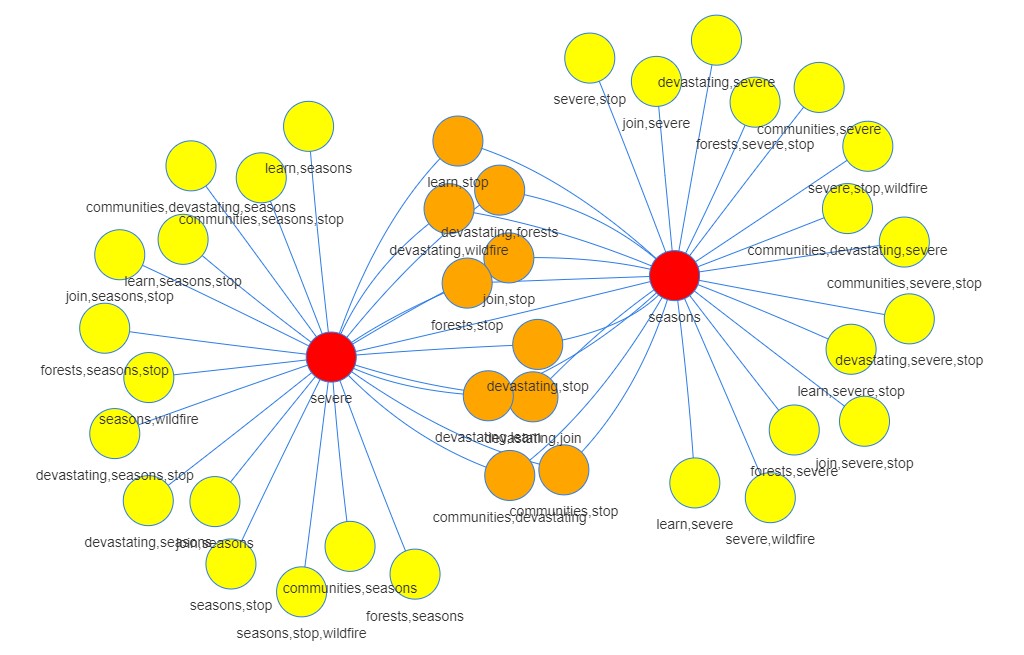 devastating,severe
severe,stop
join,severe
communities,severe
forests,severe,stop
learn,seasons
learn,stop
severe,stop,wildfire
communities,devastating,seasons
communities,seasons,stop
devastating,forests
devastating,wildfire
communities,devastating,severe
learn,seasons,stop
communities,severe,stop
join,seasons,stop
join,stop
seasons
forests,stop
devastating,severe,stop
forests,seasons,stop
devastating,stop
learn,severe,stop
severe
seasons,wildfire
devastating,learn
devastating,join
join,severe,stop
forests,severe
devastating,seasons,stop
communities,stop
communities,devastating
learn,severe
severe,wildfire
devastating,seasons
join,seasons
communities,seasons
seasons,stop
forests,seasons
seasons,stop,wildfire